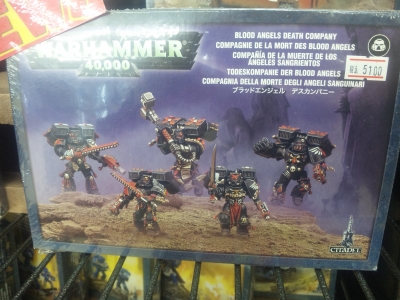 WARHAMMER
40,000
BLOOD ANGELS DEATH COMPANY
COMPAGNIE DE LA MORT DES BLOOD ANGELS
COMPAÑÍA DE LA MUERTE DE LOS
ÁNGELES SANGRIENTOS
TODESKOMPANIE DER BLOOD ANGELS
COMPAGNIA DELLA MORTE DEGLI ANGELI SANGUINARI
ブラッドエンジェル デスカンパニー
5100
CITADEL